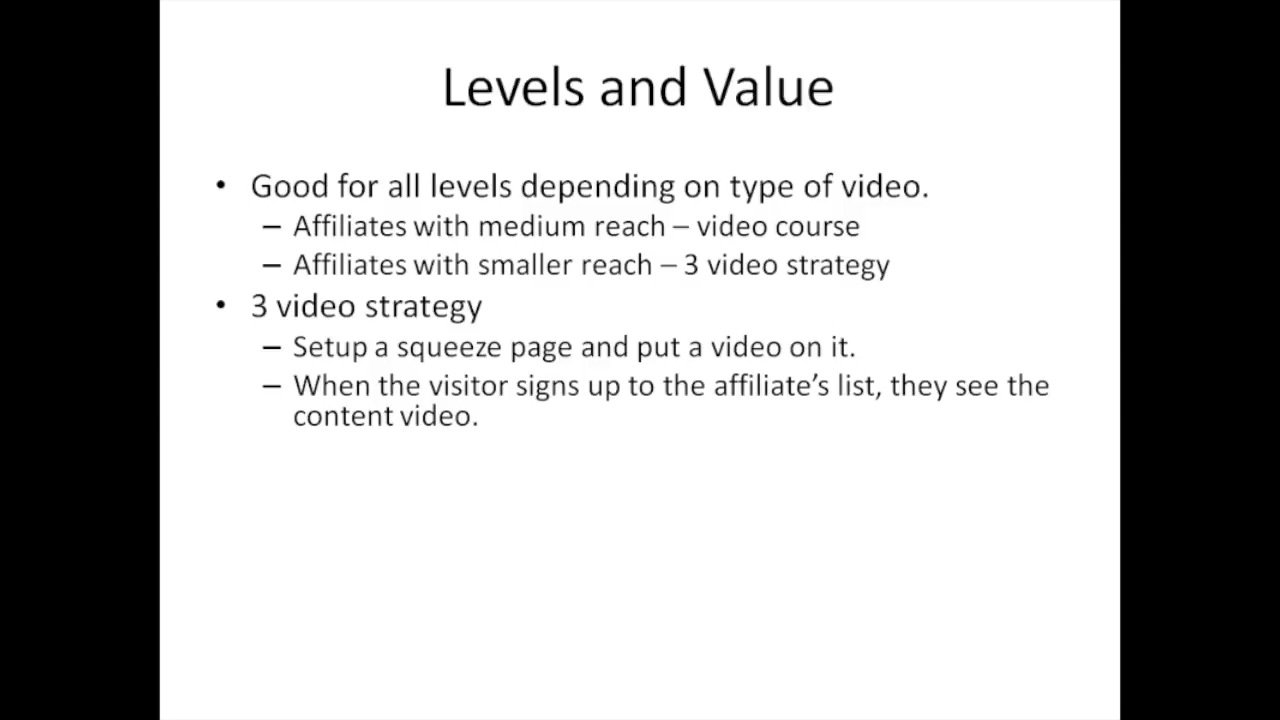 Levels and Value
• Good for all levels depending on type of video.
– Affiliates with medium reach – video course
– Affiliates with smaller reach – 3 video strategy
• 3 video strategy
– Setup a squeeze page and put a video on it.
– When the visitor signs up to the affiliate’s list, they see the
content video.